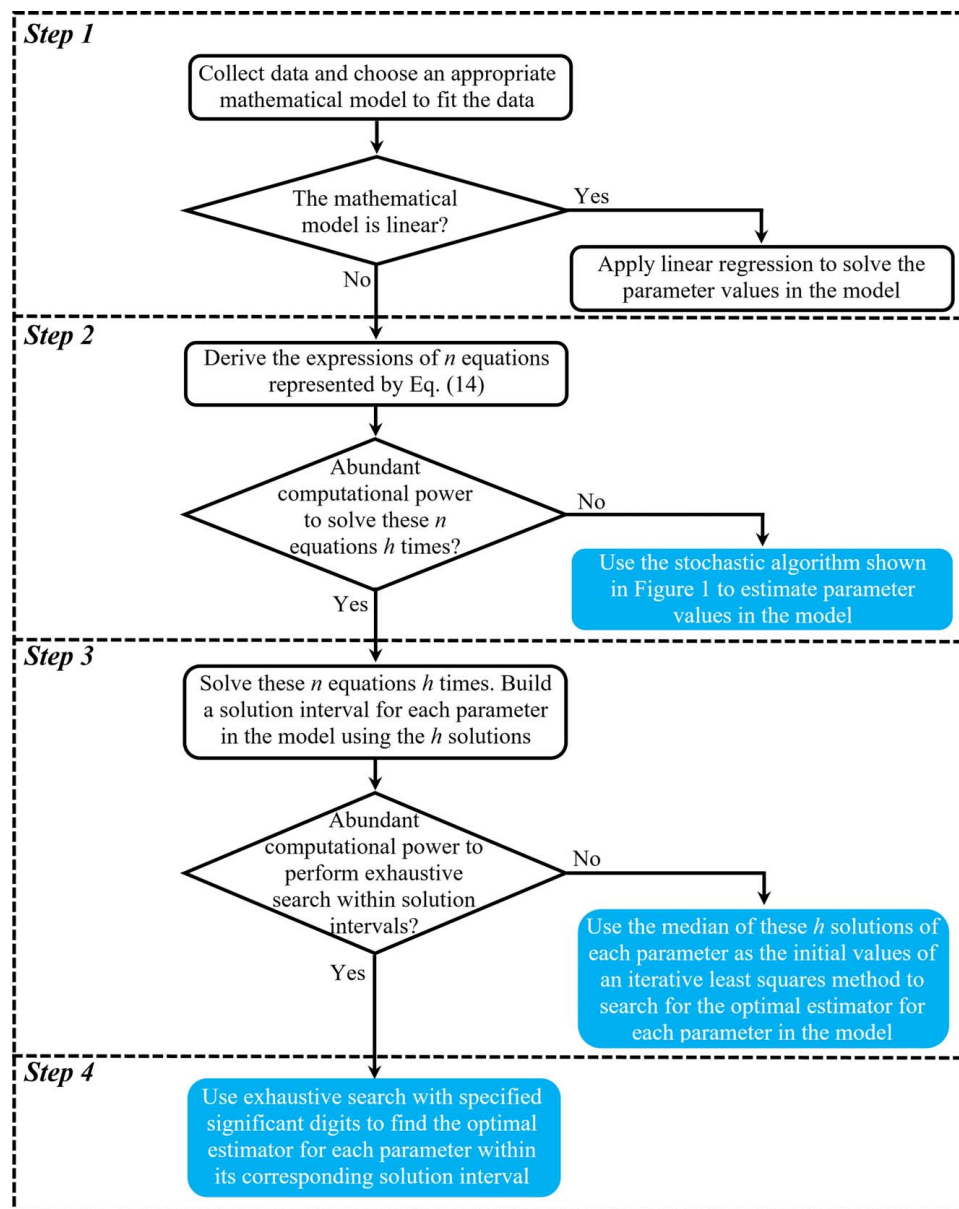 Step 1
Collect data and choose an appropriate
mathematical model to fit the data
The mathematical
model is linear?
Yes
Apply linear regression to solve the
parameter values in the model
No
Step 2
Derive the expressions of n equations
represented by Eq. (14)
Abundant
computational power
to solve these n
equations h times?
No
Use the stochastic algorithm shown
in Figure 1 to estimate parameter
values in the model
Yes
Step 3
Solve these n equations h times. Build
a solution interval for each parameter
in the model using the h solutions
Abundant
computational power to
perform exhaustive
search within solution
intervals?
No
Use the median of these h solutions of
each parameter as the initial values of
an iterative least squares method to
search for the optimal estimator for
each parameter in the model
Yes
Step 4
Use exhaustive search with specified
significant digits to find the optimal
estimator for each parameter within
its corresponding solution interval